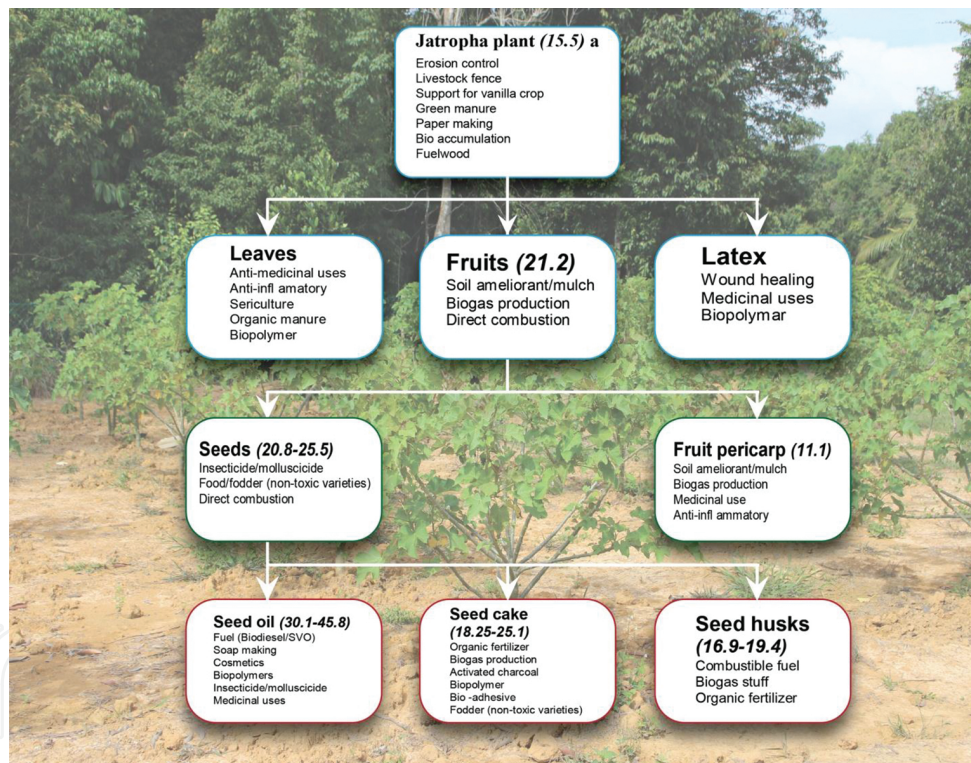 Jatropha plant (15.5) a
Erosion control
Livestock fence
Support for vanilla crop
Green manure
Paper making
Bio accumulation
Fuelwood
Leaves
Anti-medicinal uses
Anti-infl amatory
Sericulture
Organic manure
Biopolymer
Fruits (21.2)
Soil ameliorant/mulch
Biogas production
Direct combustion
Latex
Wound healing
Medicinal uses
Biopolymar
Seeds (20.8-25.5)
Insecticide/molluscicide
Food/fodder (non-toxic varieties)
Direct combustion
Fruit pericarp (11.1)
Soil ameliorant/mulch
Biogas production
Medicinal use
Anti-infl ammatory
Seed oil (30.1-45.8)
Fuel (Biodiesel/SVO)
Soap making
Cosmetics
Biopolymers
Insecticide/molluscicide
Medicinal uses
Seed cake
(18.25-25.1)
Organic fertilizer
Biogas production
Activated charcoal
Biopolymer
Bio -adhesive
Fodder (non-toxic varieties)
Seed husks
(16.9-19.4)
Combustible fuel
Biogas stuff
Organic fertilizer